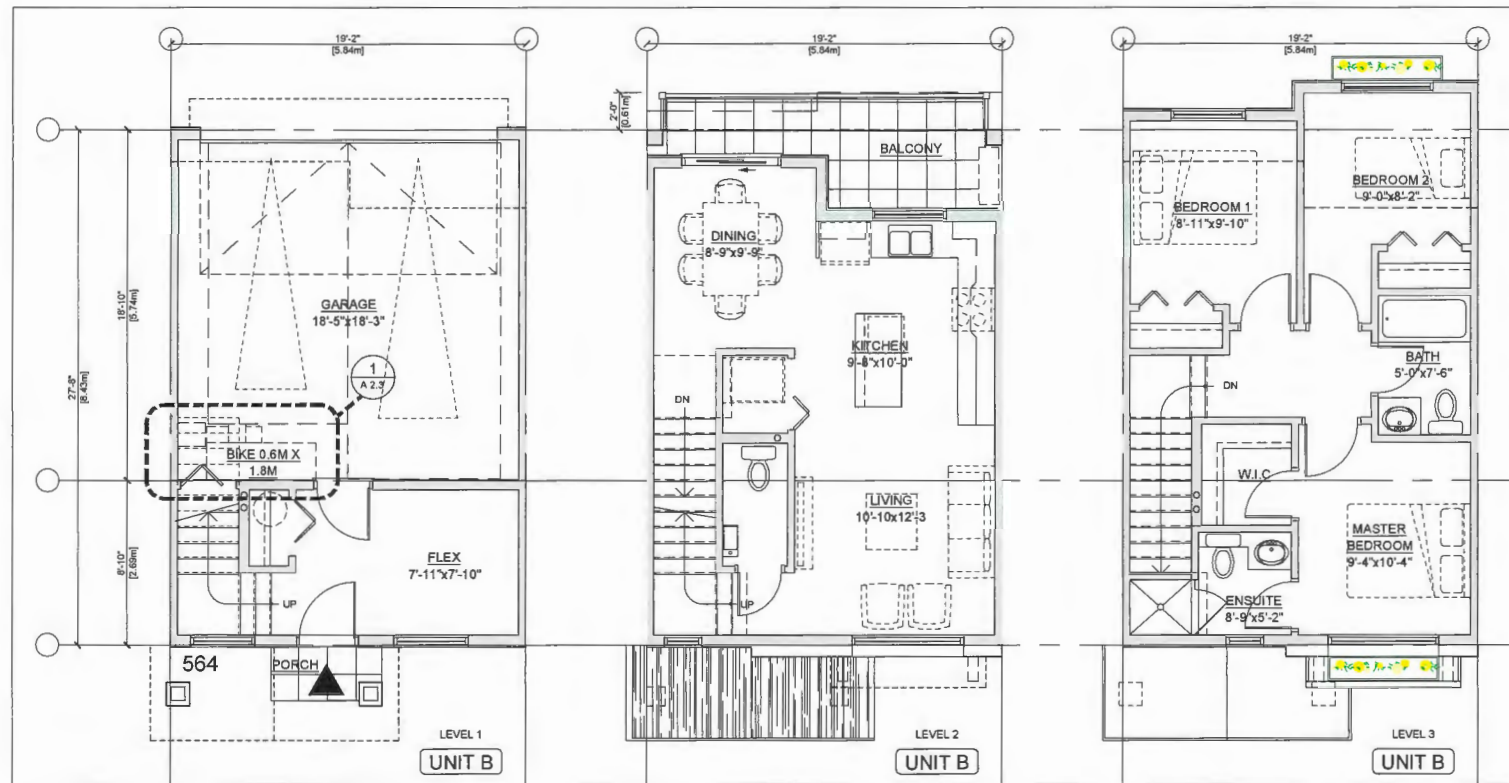 19'-2"
[5.84m]
19'-2"
[5.84m]
19'-2"
[5.84m]
27'-8"
[8.43m]
18'-10"
[5.74m]
8'-10"
[2.69m]
GARAGE
18'-5"x18'-3"
1
A 2.3
BIKE 0.6M X
1.8M
FLEX
7'-11"x7'-10"
UP
564
PORCH
LEVEL 1
UNIT B
2'-0"
[0.61m]
BALCONY
DINING
8'-9"x9'-9"
KITCHEN
9'-8"x10'-0"
DN
LIVING
10'-10x12'-3
UP
LEVEL 2
UNIT B
BEDROOM 2
9'-0"x8'-2"
BEDROOM 1
8'-11"x9'-10"
BATH
5'-0"x7'-6"
DN
W.I.C
MASTER
BEDROOM
9'-4"x10'-4"
ENSUITE
8'-9"x5'-2"
LEVEL 3
UNIT B